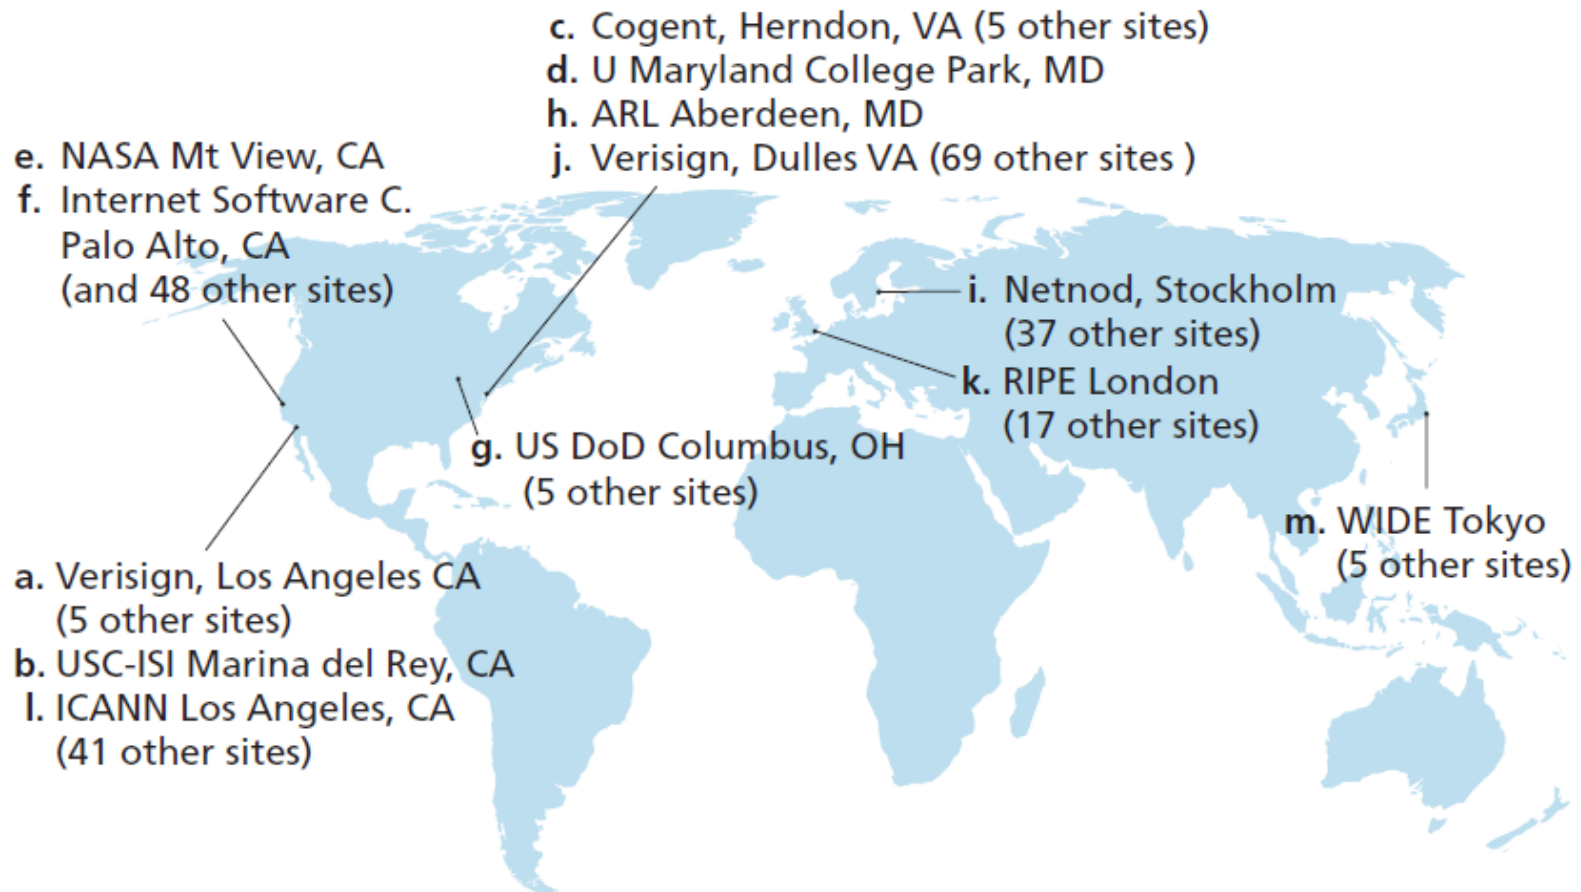 c. Cogent, Herndon, VA (5 other sites)
d. U Maryland College Park, MD
h. ARL Aberdeen, MD
j. Verisign, Dulles VA (69 other sites )
e. NASA Mt View, CA
f. Internet Software C.
Palo Alto, CA
(and 48 other sites)
i. Netnod, Stockholm
(37 other sites)
k. RIPE London
(17 other sites)
g. US DoD Columbus, OH
(5 other sites)
m. WIDE Tokyo
(5 other sites)
a. Verisign, Los Angeles CA
(5 other sites)
b. USC-ISI Marina del Rey, CA
l. ICANN Los Angeles, CA
(41 other sites)